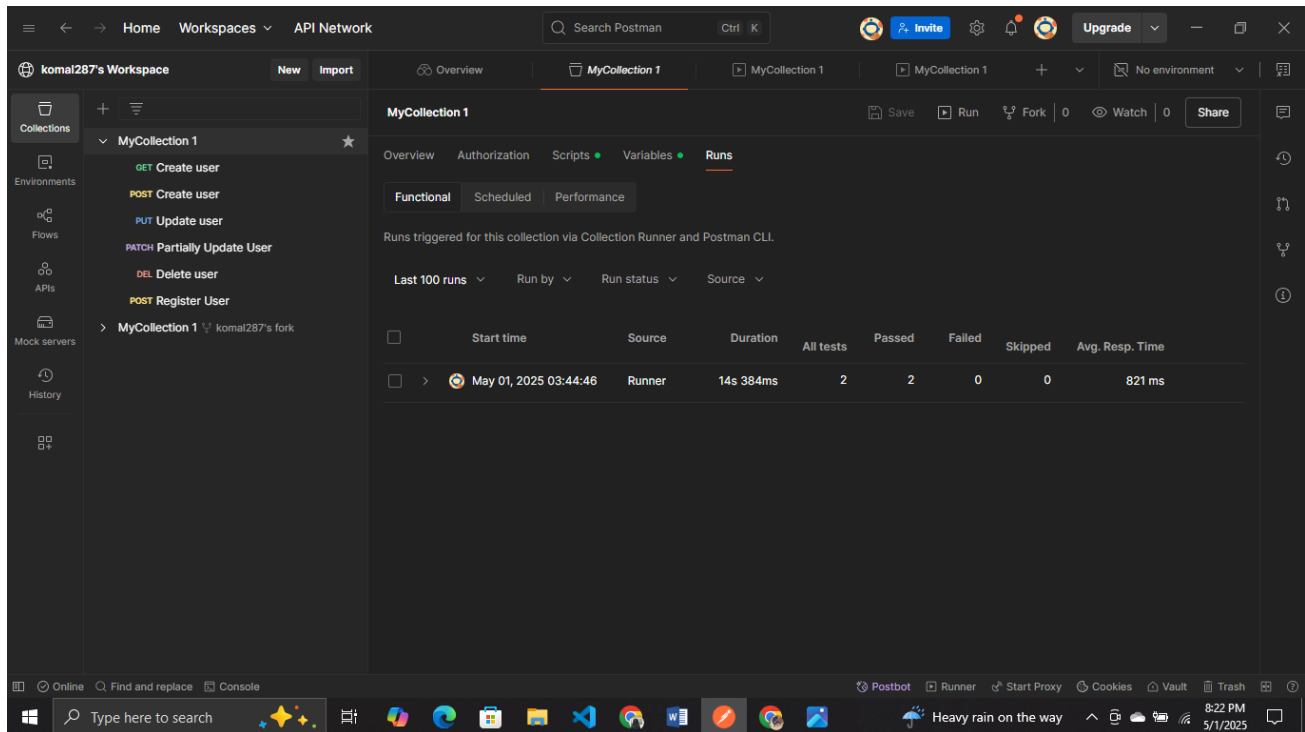 Home Workspaces API Network Search Postman Ctrl K Invite Upgrade
komal287's Workspace New Import Overview MyCollection 1 MyCollection 1 MyCollection 1 No environment
Collections
Environments
Flows
APIs
Mock servers
History
MyCollection 1
GET Create user
POST Create user
PUT Update user
PATCH Partially Update User
DEL Delete user
POST Register User
MyCollection 1 komal287's fork
MyCollection 1 Save Run Fork 0 Watch 0 Share
Overview Authorization Scripts Variables Runs
Functional Scheduled Performance
Runs triggered for this collection via Collection Runner and Postman CLI.
Last 100 runs Run by Run status Source
Start time Source Duration All tests Passed Failed Skipped Avg. Resp. Time
May 01, 2025 03:44:46 Runner 14s 384ms 2 2 0 0 821 ms
Online Find and replace Console Postbot Runner Start Proxy Cookies Vault Trash
Type here to search Heavy rain on the way 8:22 PM
5/1/2025